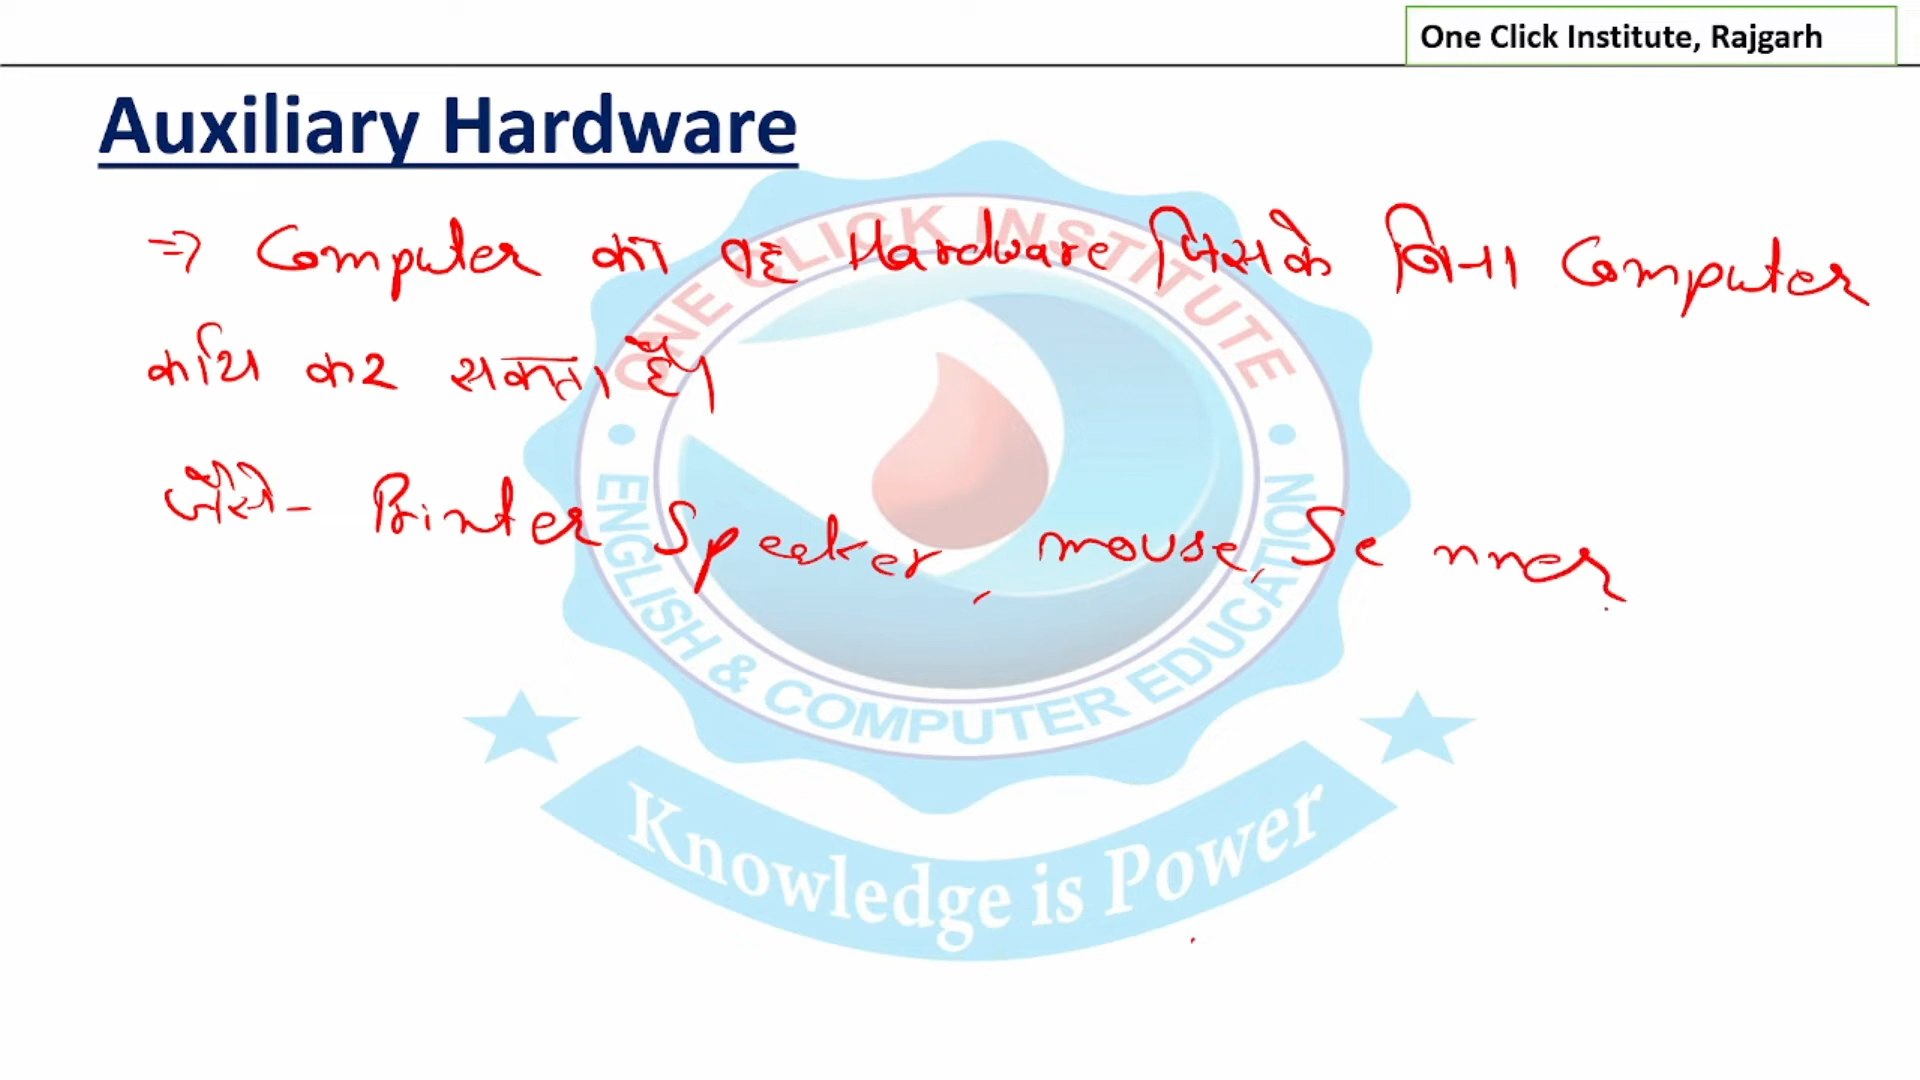 One Click Institute, Rajgarh
Auxiliary Hardware
⇒ Computer का वह Hardware जिसके बिना Computer
कार्य कर सकता है।
जैसे - Printer Speaker, mouse, Scanner
ONE CLICK INSTITUTE
ENGLISH & COMPUTER EDUCATION
Knowledge is Power